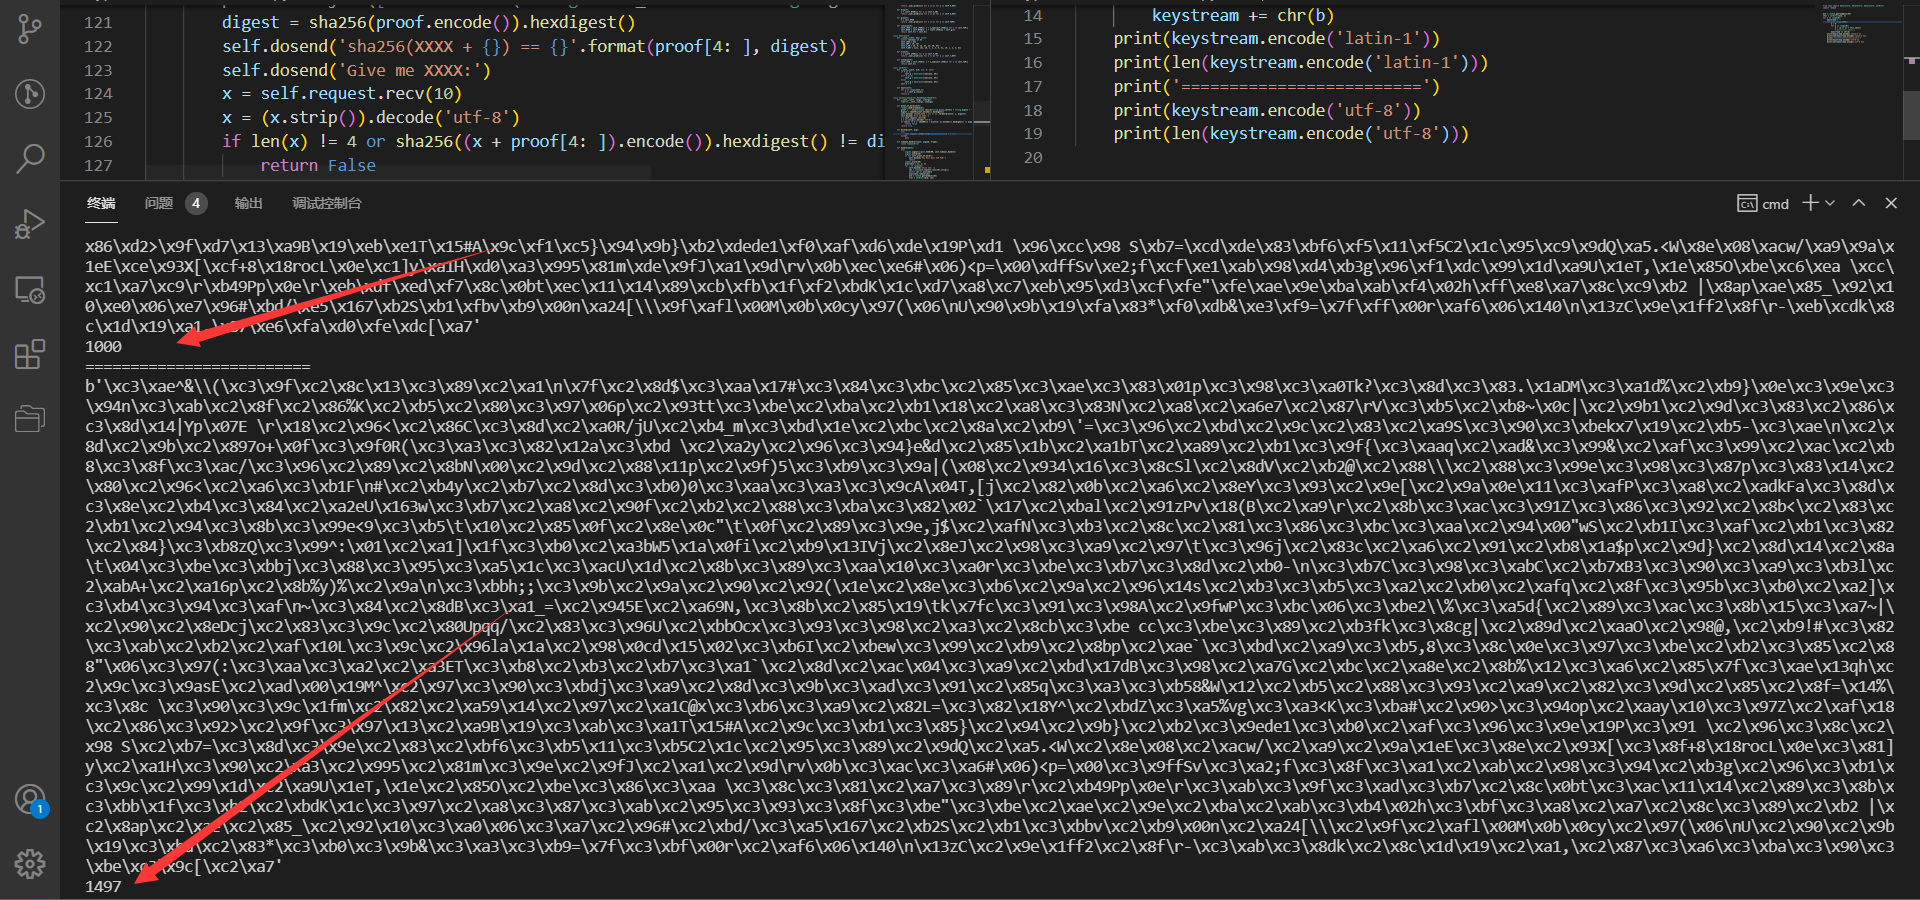 121 digest = sha256(proof.encode()).hexdigest()
122 self.dosend('sha256(XXXX + {}) == {}'.format(proof[4: ], digest))
123 self.dosend('Give me XXXX:')
124 x = self.request.recv(10)
125 x = (x.strip()).decode('utf-8')
126 if len(x) != 4 or sha256((x + proof[4: ]).encode()).hexdigest() != di
127 return False
14 keystream += chr(b)
15 print(keystream.encode('latin-1'))
16 print(len(keystream.encode('latin-1')))
17 print('=========================')
18 print(keystream.encode('utf-8'))
19 print(len(keystream.encode('utf-8')))
20
终端 问题 4 输出 调试控制台 cmd
x86\xd2>\x9f\xd7\x13\xa9B\x19\xeb\xe1T\x15#A\x9c\xf1\xc5}\x94\x9b}\xb2\xdede1\xf0\xaf\xd6\xde\x19P\xd1 \x96\xcc\x98 S\xb7=\xcd\xde\x83\xbf6\xf5\x11\xf5C2\x1c\x95\xc9\x9dQ\xa5.<W\x8e\x08\xacw/\xa9\x9a\x
1eE\xce\x93X[\xcf+8\x18rocL\x0e\xc1]y\xa1H\xd0\xa3\x995\x81m\xde\x9fJ\xa1\x9d\rv\x0b\xec\xe6#\x06)<p=\x00\xdffSv\xe2;f\xcf\xe1\xab\x98\xd4\xb3g\x96\xf1\xdc\x99\x1d\xa9U\x1eT,\x1e\x85O\xbe\xc6\xea \xcc\
xc1\xa7\xc9\r\xb49Pp\x0e\r\xeb\xdf\xed\xf7\x8c\x0bt\xec\x11\x14\x89\xcb\xfb\x1f\xf2\xbdK\x1c\xd7\xa8\xc7\xeb\x95\xd3\xcf\xfe"\xfe\xae\x9e\xba\xab\xf4\x02h\xff\xe8\xa7\x8c\xc9\xb2 |\x8ap\xae\x85_\x92\x1
0\xe0\x06\xe7\x96#\xbd/\xe5\x167\xb2S\xb1\xfbv\xb9\x00n\xa24[\\\x9f\xafl\x00M\x0b\x0cy\x97(\x06\nU\x90\x9b\x19\xfa\x83*\xf0\xdb&\xe3\xf9=\x7f\xff\x00r\xaf6\x06\x140\n\x13zC\x9e\x1ff2\x8f\r-\xeb\xcdk\x8
c\x1d\x19\xa1 \xe6\xfa\xd0\xfe\xdc[\xa7'
1000
=========================
b'\xc3\xae^&\\(\xc3\x9f\xc2\x8c\x13\xc3\x89\xc2\xa1\n\x7f\xc2\x8d$\xc3\xaa\x17#\xc3\x84\xc3\xbc\xc2\x85\xc3\xae\xc3\x83\x01p\xc3\x98\xc3\xa0Tk?\xc3\x8d\xc3\x83.\x1aDM\xc3\xa1d%\xc2\xb9}\x0e\xc3\x9e\xc3
\x94n\xc3\xab\xc2\x8f\xc2\x86%K\xc2\xb5\xc2\x80\xc3\x97\x06p\xc2\x93tt\xc3\xbe\xc2\xba\xc2\xb1\x18\xc2\xa8\xc3\x83N\xc2\xa8\xc2\xa6e7\xc2\x87\rV\xc3\xb5\xc2\xb8~\x0c|\xc2\x9b1\xc2\x9d\xc3\x83\xc2\x86\x
c3\x8d\x14|Yp\x07E \r\x18\xc2\x96<\xc2\x86C\xc3\x8d\xc2\xa0R/jU\xc2\xb4_m\xc3\xbd\x1e\xc2\xbc\xc2\x8a\xc2\xb9\'=\xc3\x96\xc2\xbd\xc2\x9c\xc2\x83\xc2\xa9S\xc3\x90\xc3\xbekx7\x19\xc2\xb5-\xc3\xae\n\xc2\x
8d\xc2\x9b\xc2\x897o+\x0f\xc3\x9f0R(\xc3\xa3\xc3\x82\x12a\xc3\xbd \xc2\xa2y\xc2\x96\xc3\x94}e&d\xc2\x85\x1b\xc2\xa1bT\xc2\xa89\xc2\xb1\xc3\x9f{\xc3\xaaq\xc2\xad&\xc3\x99&\xc2\xaf\xc3\x99\xc2\xac\xc2\xb
8\xc3\x8f\xc3\xac/\xc3\x96\xc2\x89\xc2\x8bN\x00\xc2\x9d\xc2\x88\x11p\xc2\x9f)5\xc3\xb9\xc3\x9a|(\x08\xc2\x934\x16\xc3\x8cSl\xc2\x8dV\xc2\xb2@\xc2\x88\\\xc2\x88\xc3\x99e\xc3\x98\xc3\x87p\xc3\x83\x14\xc2
\x80\xc2\x96<\xc2\xa6\xc3\xb1F\n#\xc2\xb4y\xc2\xb7\xc2\x8d\xc3\xb0)0\xc3\xaa\xc3\xa3\xc3\x9cA\x04T,[j\xc2\x82\x0b\xc2\xa6\xc2\x8eY\xc3\x93\xc2\x9e[\xc2\x9a\x0e\x11\xc3\xafP\xc3\xa8\xc2\xadkFa\xc3\x8d\x
c3\x8e\xc2\xb4\xc3\x84\xc2\xa2eU\x163w\xc3\xb7\xc2\xa8\xc2\x90f\xc2\xb2\xc2\x88\xc3\xba\xc3\x82\x02`\x17\xc2\xbal\xc2\x91zPv\x18(B\xc2\xa9\r\xc2\x8b\xc3\xac\xc3\x91Z\xc3\x86\xc3\x92\xc2\x8b<\xc2\x83\xc
2\xb1\xc2\x94\xc3\x8b\xc3\x99e<9\xc3\xb5\t\x10\xc2\x85\x0f\xc2\x8e\x0c"\t\x0f\xc2\x89\xc3\x9e,j$\xc2\xafN\xc3\xb3\xc2\x8c\xc2\x81\xc3\x86\xc3\xbc\xc3\xaa\xc2\x94\x00"wS\xc2\xb1I\xc3\xaf\xc2\xb1\xc3\x82
\xc2\x84}\xc3\xb8zQ\xc3\x99^:\x01\xc2\xa1]\x1f\xc3\xb0\xc2\xa3bW5\x1a\x0fi\xc2\xb9\x13IVj\xc2\x8eJ\xc2\x98\xc3\xa9\xc2\x97\t\xc3\x96j\xc2\x83c\xc2\xa6\xc2\x91\xc2\xb8\x1a$p\xc2\x9d}\xc2\x8d\x14\xc2\x8a
\t\x04\xc3\xbe\xc3\xbbj\xc3\x88\xc3\x95\xc3\xa5\x1c\xc3\xacU\x1d\xc2\x8b\xc3\x89\xc3\xaa\x10\xc3\xa0r\xc3\xbe\xc3\xb7\xc3\x8d\xc2\xb0-\n\xc3\xb7C\xc3\x98\xc3\xabC\xc2\xb7xB3\xc3\x90\xc3\xa9\xc3\xb3l\xc
2\xabA+\xc2\xa16p\xc2\x8b%y)%\xc2\x9a\n\xc3\xbbh;;\xc3\x9b\xc2\x9a\xc2\x90\xc2\x92(\x1e\xc2\x8e\xc3\xb6\xc2\x9a\xc2\x96\x14s\xc2\xb3\xc3\xb5\xc3\xa2\xc2\xb0\xc2\xafq\xc2\x8f\xc3\x95b\xc3\xb0\xc2\xa2]\x
c3\xb4\xc3\x94\xc3\xaf\n~\xc3\x84\xc2\x8dB\xc3\xa1_=\xc2\x945E\xc2\xa69N,\xc3\x8b\xc2\x85\x19\tk\x7fc\xc3\x91\xc3\x98A\xc2\x9fwP\xc3\xbc\x06\xc3\xbe2\\%\xc3\xa5d{\xc2\x89\xc3\xac\xc3\x8b\x15\xc3\xa7~|\
xc2\x90\xc2\x8eDcj\xc2\x83\xc3\x9c\xc2\x80Upqq/\xc2\x83\xc3\x96U\xc2\xbbOcx\xc3\x93\xc3\x98\xc2\xa3\xc2\x8cb\xc3\xbe cc\xc3\xbe\xc3\x89\xc2\xb3fk\xc3\x8cg|\xc2\x89d\xc2\xaaO\xc2\x98@,\xc2\xb9!#\xc3\x82
\xc3\xab\xc2\xb2\xc2\xaf\x10L\xc3\x9c\xc2\x96la\x1a\xc2\x98\x0cd\x15\x02\xc3\xb6I\xc2\xbew\xc3\x99\xc2\xb9\xc2\x8bp\xc2\xae`\xc3\xbd\xc2\xa9\xc3\xb5,8\xc3\x8c\x0e\xc3\x97\xc3\xbe\xc2\xb2\xc3\x85\xc2\x8
8"\x06\xc3\x97(:\xc3\xaa\xc3\xa2\xc2\xa3ET\xc3\xb8\xc2\xb3\xc2\xb7\xc3\xa1`\xc2\x8d\xc2\xac\x04\xc3\xa9\xc2\xbd\x17dB\xc3\x98\xc2\xa7G\xc2\xbc\xc2\xa8e\xc2\x8b%\x12\xc3\xa6\xc2\x85\x7f\xc3\xae\x13qh\xc
2\x9c\xc3\x9asE\xc2\xad\x00\x19M^\xc2\x97\xc3\x90\xc3\xbdj\xc3\xa9\xc2\x8d\xc3\x9b\xc3\xad\xc3\x91\xc2\x85q\xc3\xa3\xc3\xb58&W\x12\xc2\xb5\xc2\x88\xc3\x93\xc2\xa9\xc2\x82\xc3\x9d\xc2\x85\xc2\x8f=\x14%\
xc3\x8c \xc3\x90\xc3\x9c\x1fm\xc2\x82\xc2\xa59\x14\xc2\x97\xc2\xa1C@x\xc3\xb6\xc3\xa9\xc2\x82L=\xc3\x82\x18Y^\xc2\xbdZ\xc3\xa5%vg\xc3\xa3<K\xc3\xba#\xc2\x90>\xc3\x94op\xc2\xaay\x10\xc3\x97Z\xc2\xaf\x18
\xc2\x86\xc3\x92>\xc2\x9f\xc3\x97\x13\xc2\xa9B\x19\xc3\xab\xc3\xa1T\x15#A\xc2\x9c\xc3\xb1\xc3\x85}\xc2\x94\xc2\x9b}\xc2\xb2\xc3\x9ede1\xc3\xb0\xc2\xaf\xc3\x96\xc3\x9e\x19P\xc3\x91 \xc2\x96\xc3\x8c\xc2\
x98 S\xc2\xb7=\xc3\x8d\xc3\x9e\xc2\x83\xc2\xbf6\xc3\xb5\x11\xc3\xb5C2\x1c\xc2\x95\xc3\x89\xc2\x9dQ\xc2\xa5.<W\xc2\x8e\x08\xc2\xacw/\xc2\xa9\xc2\x9a\x1eE\xc3\x8e\xc2\x93X[\xc3\x8f+8\x18rocL\x0e\xc3\x81]
y\xc2\xa1H\xc3\x90\xc2\xa3\xc2\x995\xc2\x81m\xc3\x9e\xc2\x9fJ\xc2\xa1\xc2\x9d\rv\x0b\xc3\xac\xc3\xa6#\x06)<p=\x00\xc3\x9ffSv\xc3\xa2;f\xc3\x8f\xc3\xa1\xc2\xab\xc2\x98\xc3\x94\xc2\xb3g\xc2\x96\xc3\xb1\x
c3\x9c\xc2\x99\x1d\xc2\xa9U\x1eT,\x1e\xc2\x85O\xc2\xbe\xc3\x86\xc3\xaa \xc3\x8c\xc3\x81\xc2\xa7\xc3\x89\r\xc2\xb49Pp\x0e\r\xc3\xab\xc3\x9f\xc3\xad\xc3\xb7\xc2\x8c\x0bt\xc3\xac\x11\x14\xc2\x89\xc3\x8b\x
c3\xbb\x1f\xc3\xb2\xc2\xbdK\x1c\xc3\x97\xc2\xa8\xc3\x87\xc3\xab\xc2\x95\xc3\x93\xc3\x8f\xc3\xbe"\xc3\xbe\xc2\xae\xc2\x9e\xc2\xba\xc2\xab\xc3\xb4\x02h\xc3\xbf\xc3\xa8\xc2\xa7\xc2\x8c\xc3\x89\xc2\xb2 |\x
c2\x8ap\xc2\xae\xc2\x85_\xc2\x92\x10\xc3\xa0\x06\xc3\xa7\xc2\x96#\xc2\xbd/\xc3\xa5\x167\xc2\xb2S\xc2\xb1\xc3\xbbv\xc2\xb9\x00n\xc2\xa24[\\\xc2\x9f\xc2\xafl\x00M\x0b\x0cy\xc2\x97(\x06\nU\xc2\x90\xc2\x9b
\x19\xc3\xba\xc2\x83*\xc3\xb0\xc3\x9b&\xc3\xa3\xc3\xb9=\x7f\xc3\xbf\x00r\xc2\xaf6\x06\x140\n\x13zC\xc2\x9e\x1ff2\xc2\x8f\r-\xc3\xab\xc3\x8dk\xc2\x8c\x1d\x19\xc2\xa1,\xc2\x87\xc3\xa6\xc3\xba\xc3\x90\xc3
\xbe\xc3\x9c[\xc2\xa7'
1497
1